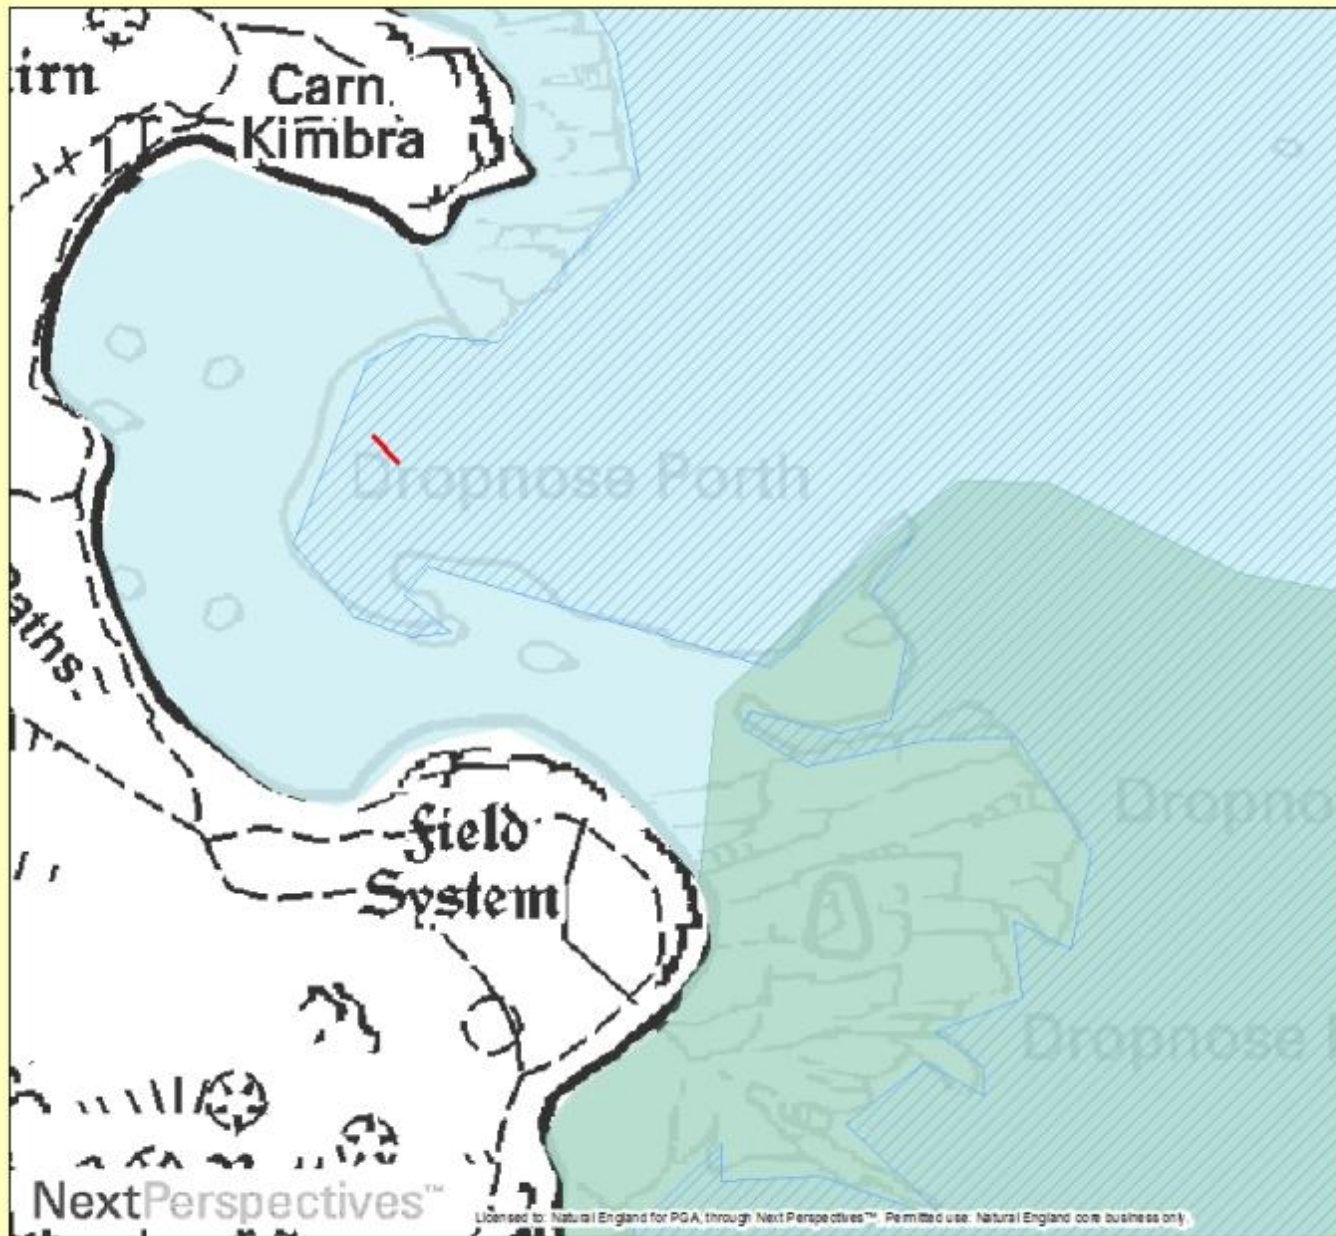 irn
Carn
Kimbra
Dropnose Porth
aths.
Dropno
field
System
Dropnose
NextPerspectives™
Licensed to: Natural England for PGA, through Next Perspectives™. Permitted use: Natural England core business only.